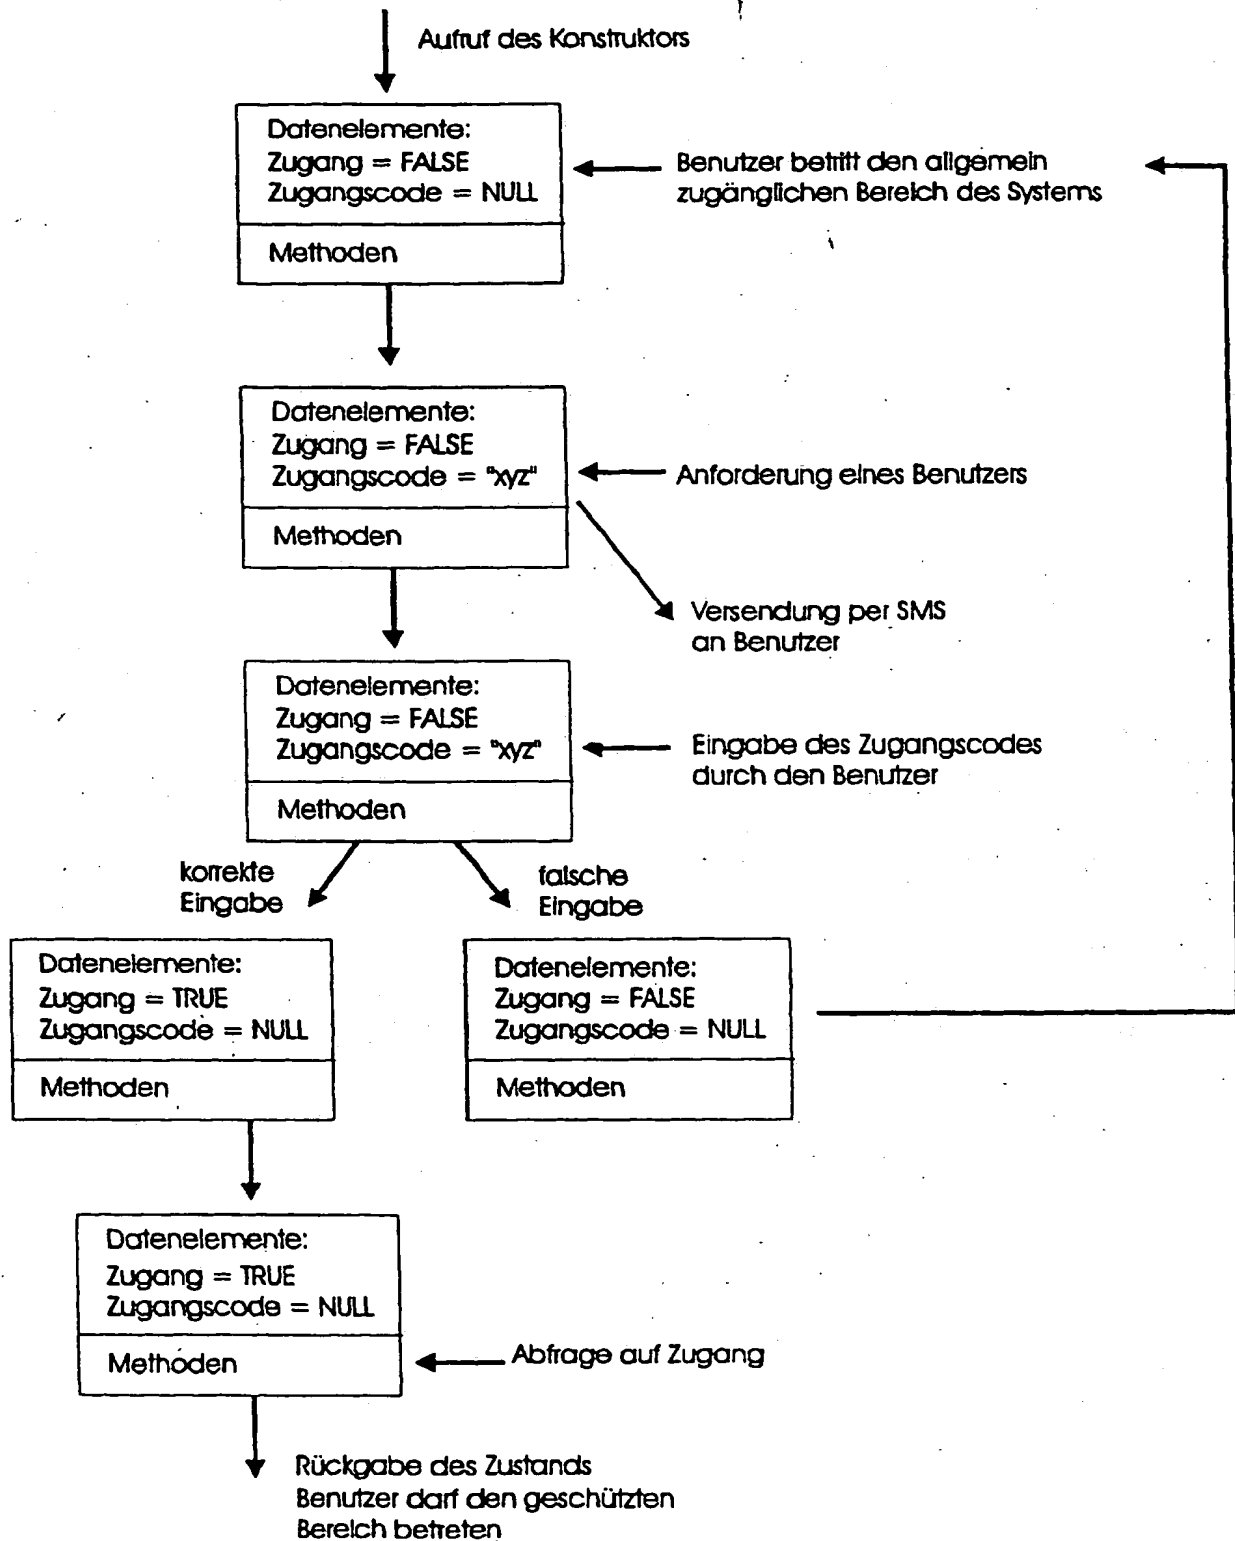 Aufruf des Konstruktors
Datenelemente:
Zugang = FALSE
Zugangscode = NULL
Methoden
Benutzer betritt den allgemein
zugänglichen Bereich des Systems
Datenelemente:
Zugang = FALSE
Zugangscode = "xyz"
Methoden
Anforderung eines Benutzers
Versendung per SMS
an Benutzer
Datenelemente:
Zugang = FALSE
Zugangscode = "xyz"
Methoden
Eingabe des Zugangscodes
durch den Benutzer
korrekte
Eingabe
falsche
Eingabe
Datenelemente:
Zugang = TRUE
Zugangscode = NULL
Methoden
Datenelemente:
Zugang = FALSE
Zugangscode = NULL
Methoden
Datenelemente:
Zugang = TRUE
Zugangscode = NULL
Methoden
Abfrage auf Zugang
Rückgabe des Zustands
Benutzer darf den geschützten
Bereich betreten